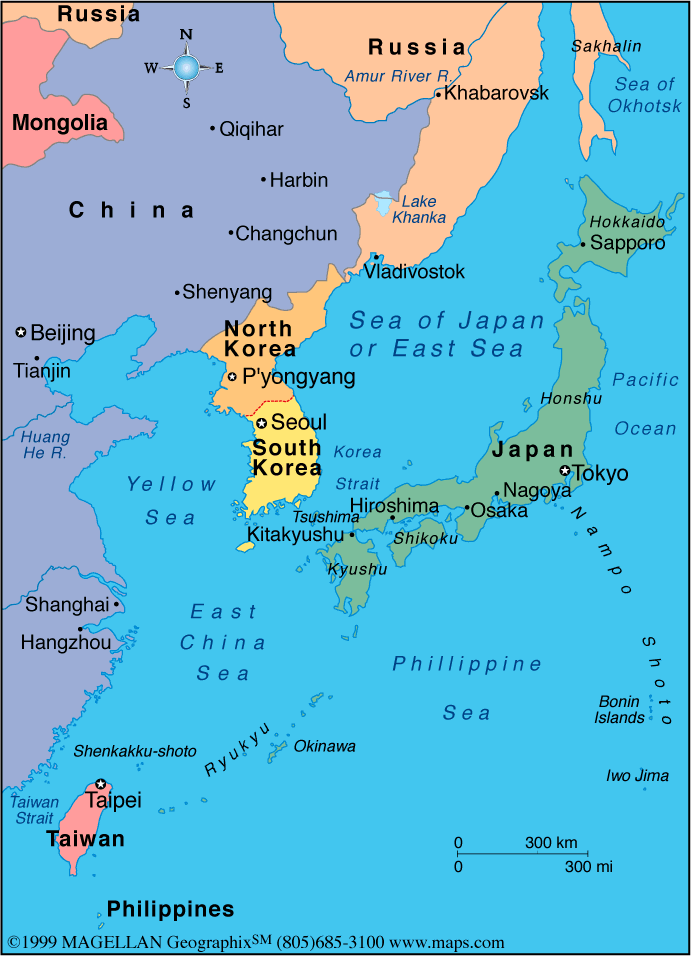 Russia
N
W
E
S
Russia
Amur River R.
Khabarovsk
Sakhalin
Sea of
Okhotsk
Mongolia
Qiqihar
Harbin
China
Lake
Khanka
Hokkaido
Sapporo
Changchun
Vladivostok
Shenyang
Beijing
Tianjin
North
Korea
P'yongyang
Sea of Japan
or East Sea
Pacific
Ocean
Honshu
Huang
He R.
Seoul
South
Korea
Korea
Strait
Japan
Tokyo
Nagoya
Osaka
Yellow
Sea
Hiroshima
Tsushima
Kitakyushu
Shikoku
Kyushu
Nampo Shoto
Shanghai
Hangzhou
East
China
Sea
Phillippine
Sea
Bonin
Islands
Ryukyu
Okinawa
Shenkakku-shoto
Iwo Jima
Taiwan
Strait
Taipei
Taiwan
0 300 km
0 300 mi
Philippines
©1999 MAGELLAN Geographix℠ (805)685-3100 www.maps.com